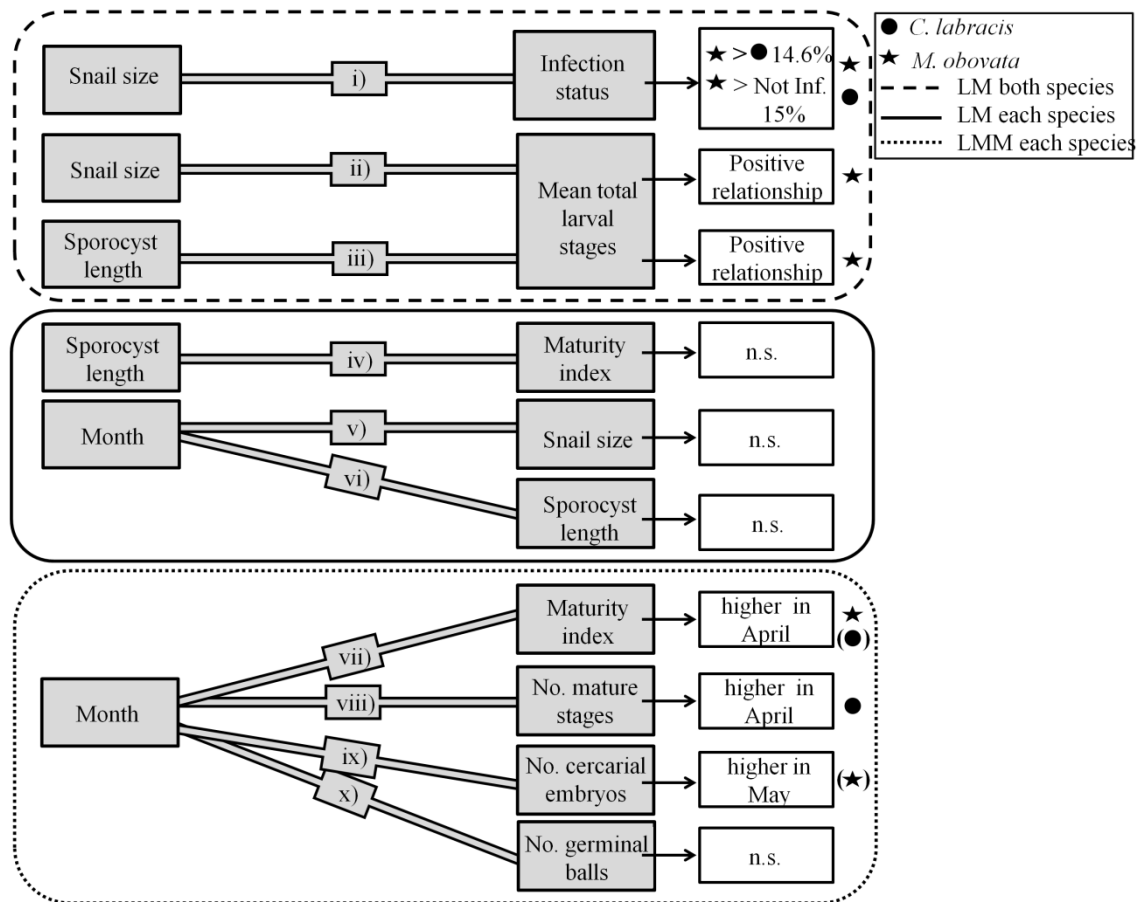 Snail size
i)
Infection
status
★ > ● 14.6%
★ > Not Inf.
15%
Snail size
ii)
Mean total
larval
stages
Positive
relationship
Sporocyst
length
iii)
Positive
relationship
● C. labracis
★ M. obovata
LM both species
LM each species
LMM each species
Sporocyst
length
iv)
Maturity
index
n.s.
Month
v)
Snail size
n.s.
vi)
Sporocyst
length
n.s.
Month
vii)
Maturity
index
higher in
April
(●)
viii)
No. mature
stages
higher in
April
ix)
No. cercarial
embryos
higher in
May
(★)
x)
No. germinal
balls
n.s.